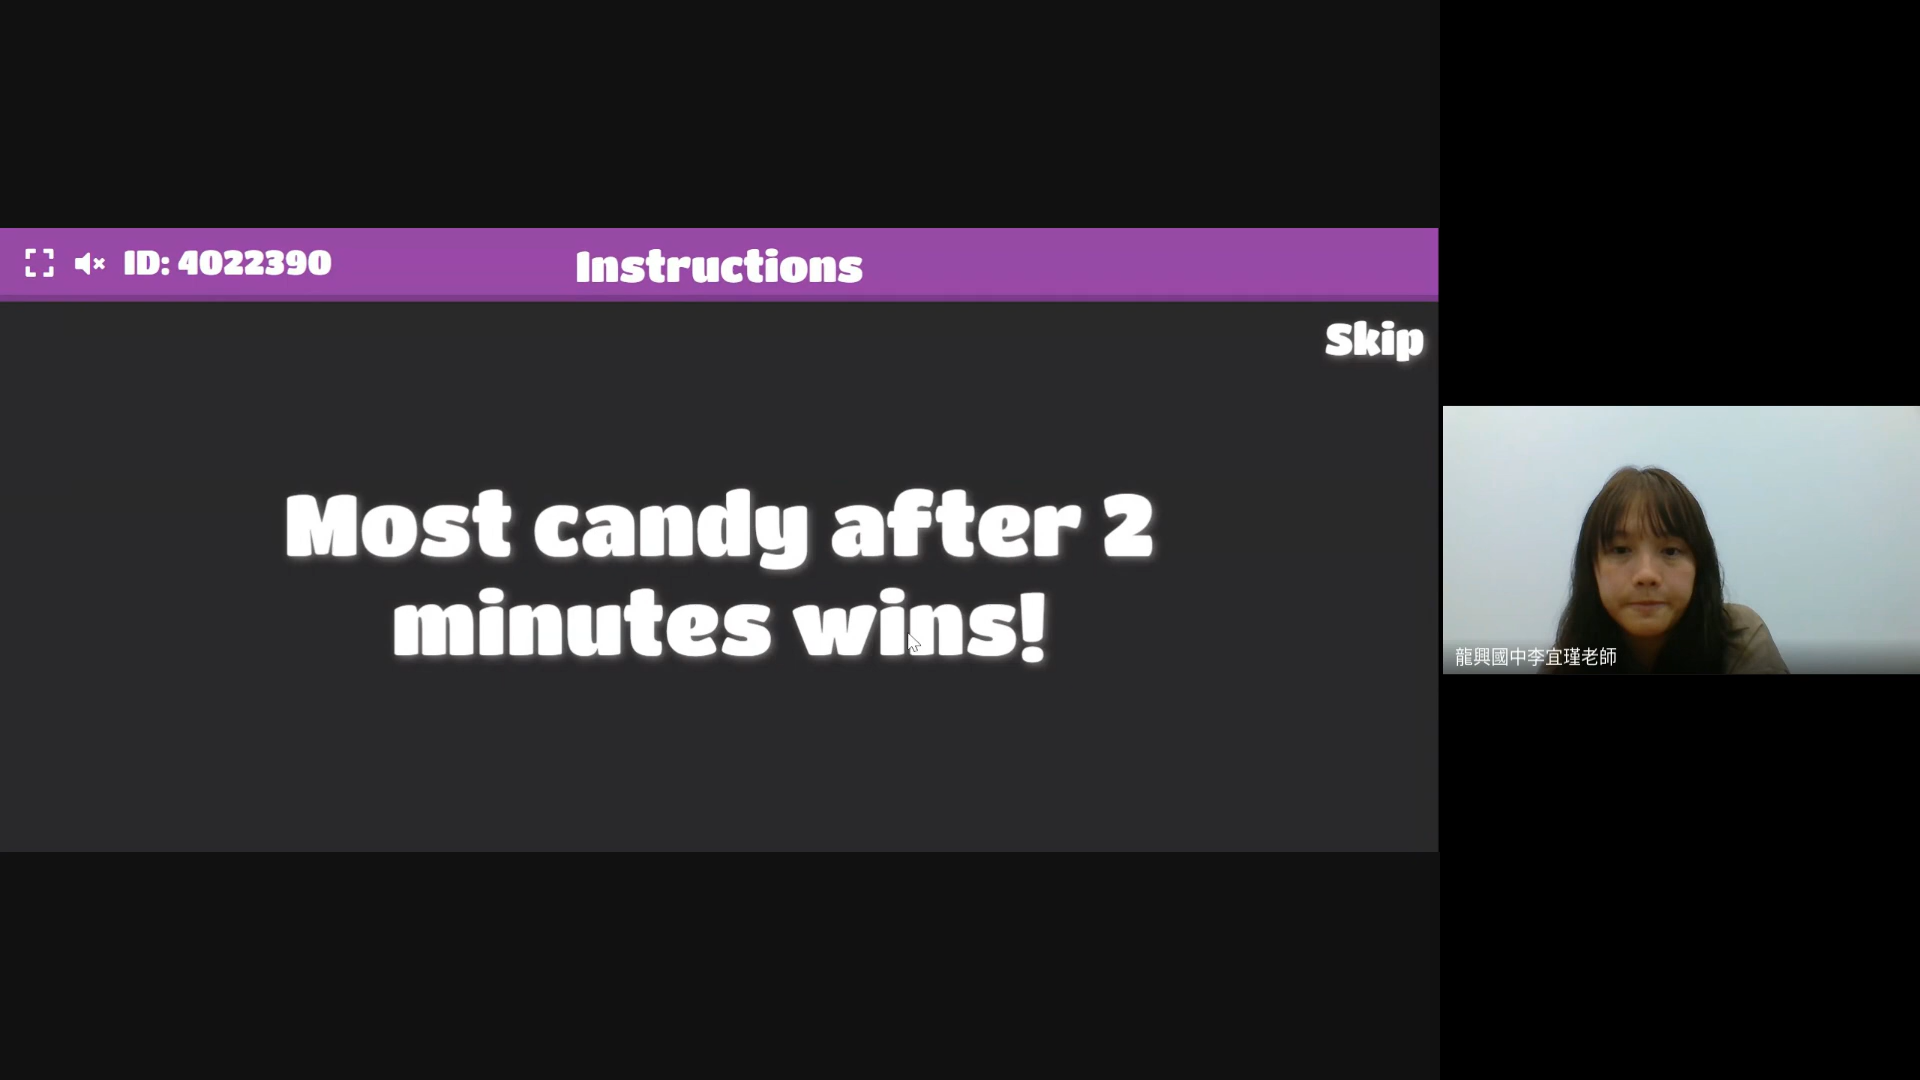 ID: 4022390
Instructions
Skip
Most candy after 2
minutes wins!
龍興國中李宜瑾老師